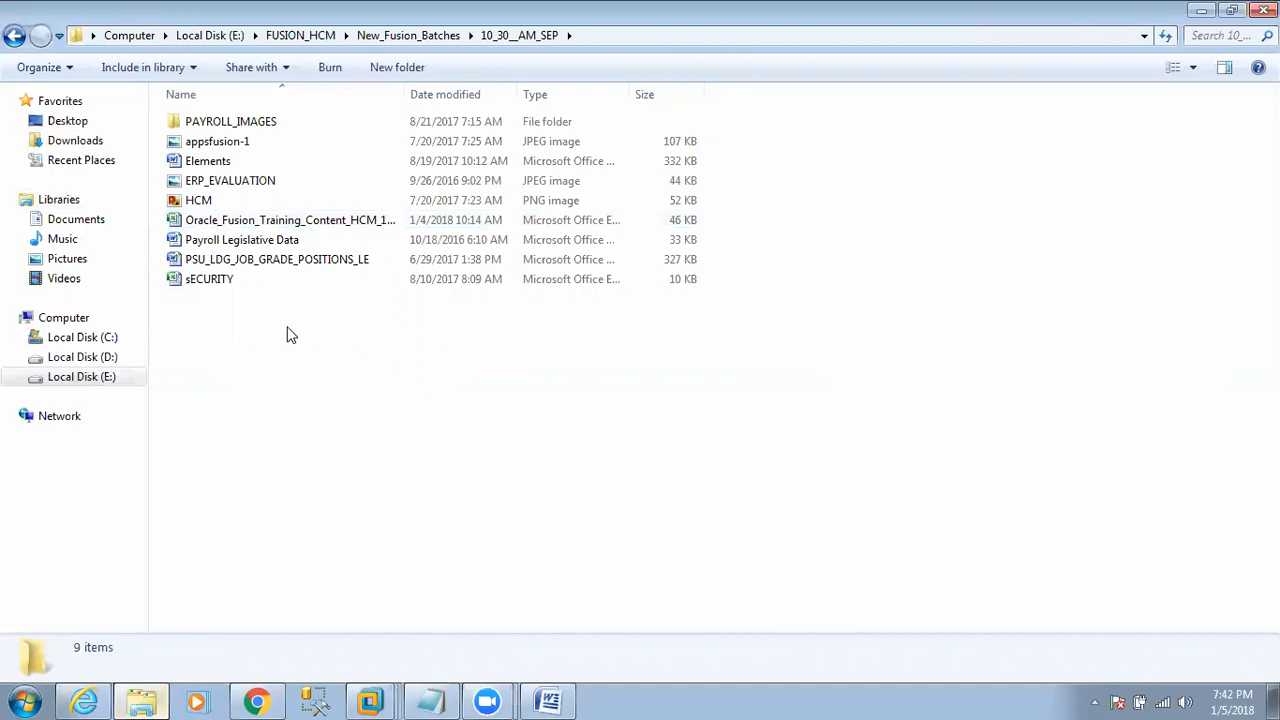 Computer Local Disk (E:) FUSION_HCM New_Fusion_Batches 10_30__AM_SEP Search 10_...
Organize Include in library Share with Burn New folder
Favorites
Desktop
Downloads
Recent Places
Libraries
Documents
Music
Pictures
Videos
Computer
Local Disk (C:)
Local Disk (D:)
Local Disk (E:)
Network
Name Date modified Type Size
PAYROLL_IMAGES 8/21/2017 7:15 AM File folder
appsfusion-1 7/20/2017 7:25 AM JPEG image 107 KB
Elements 8/19/2017 10:12 AM Microsoft Office ... 332 KB
ERP_EVALUATION 9/26/2016 9:02 PM JPEG image 44 KB
HCM 7/20/2017 7:23 AM PNG image 52 KB
Oracle_Fusion_Training_Content_HCM_1... 1/4/2018 10:14 AM Microsoft Office E... 46 KB
Payroll Legislative Data 10/18/2016 6:10 AM Microsoft Office ... 33 KB
PSU_LDG_JOB_GRADE_POSITIONS_LE 6/29/2017 1:38 PM Microsoft Office ... 327 KB
sECURITY 8/10/2017 8:09 AM Microsoft Office E... 10 KB
9 items
7:42 PM
1/5/2018